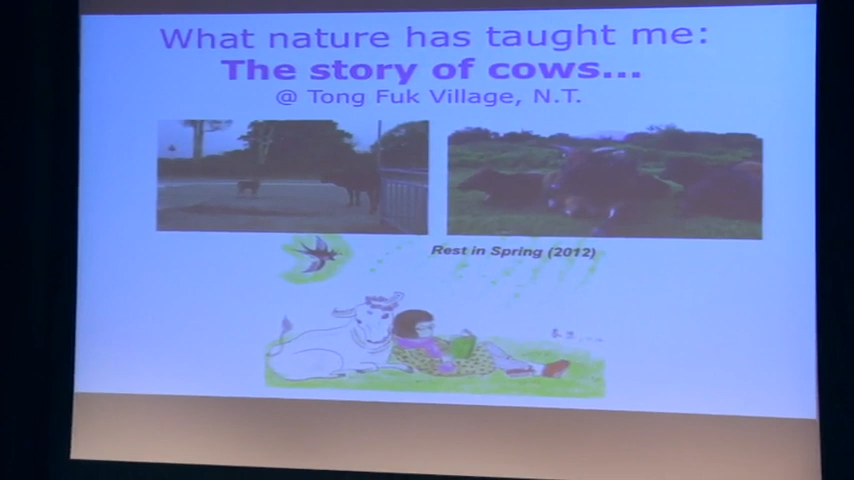 What nature has taught me:
The story of cows...
@ Tong Fuk Village, N.T.
Rest in Spring (2012)